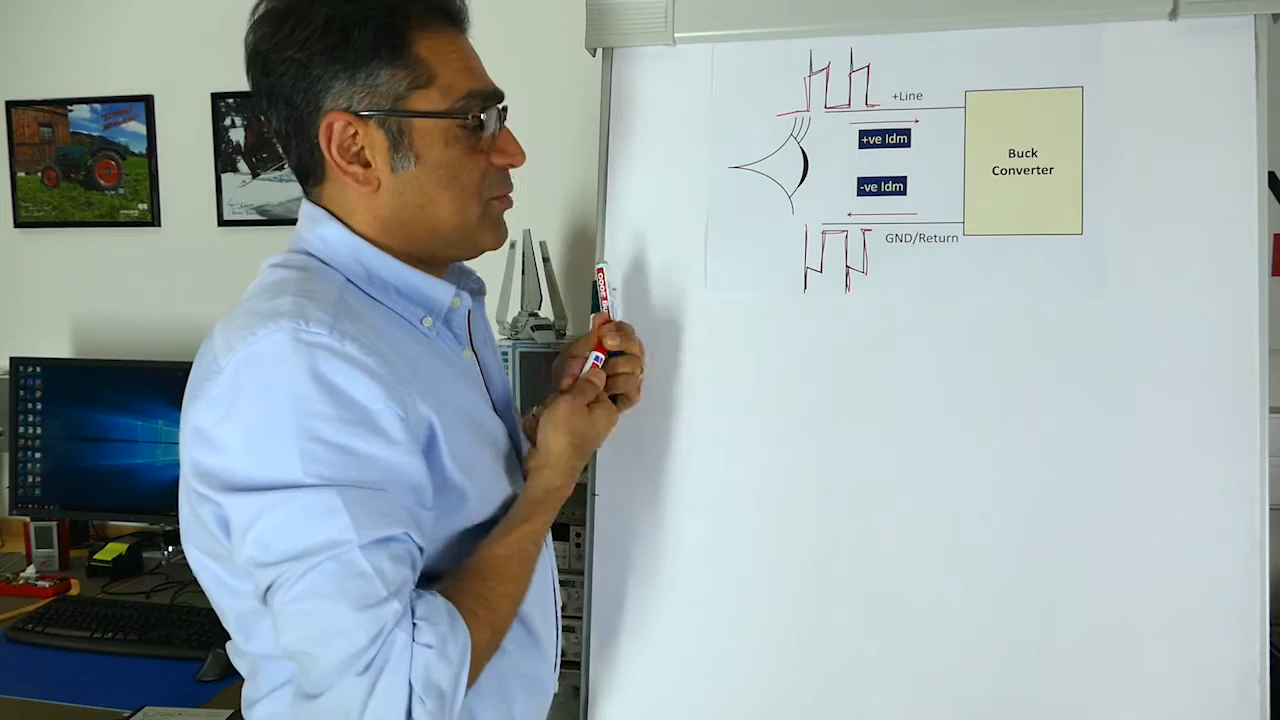 +Line
+ve Idm
-ve Idm
GND/Return
Buck
Converter